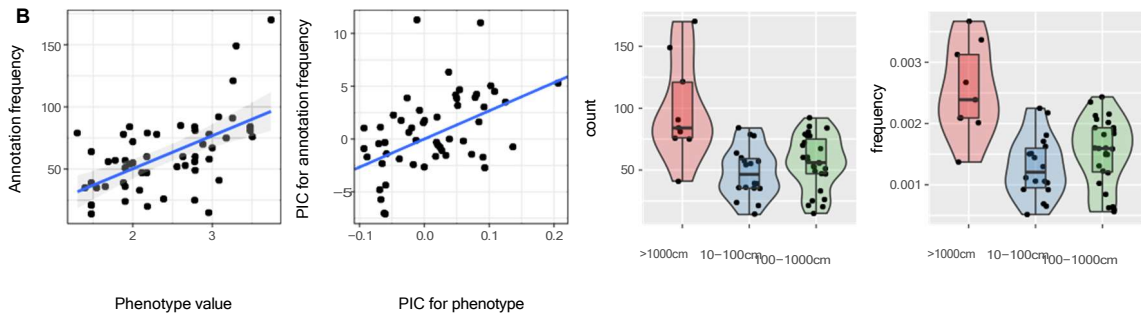 B
Annotation frequency
150
100
50
2
3
Phenotype value
PIC for annotation frequency
10
5
0
−5
−0.1
0.0
0.1
0.2
PIC for phenotype
count
150
100
50
>1000cm
10−100cm
100−1000cm
frequency
0.003
0.002
0.001
>1000cm
10−100cm
100−1000cm